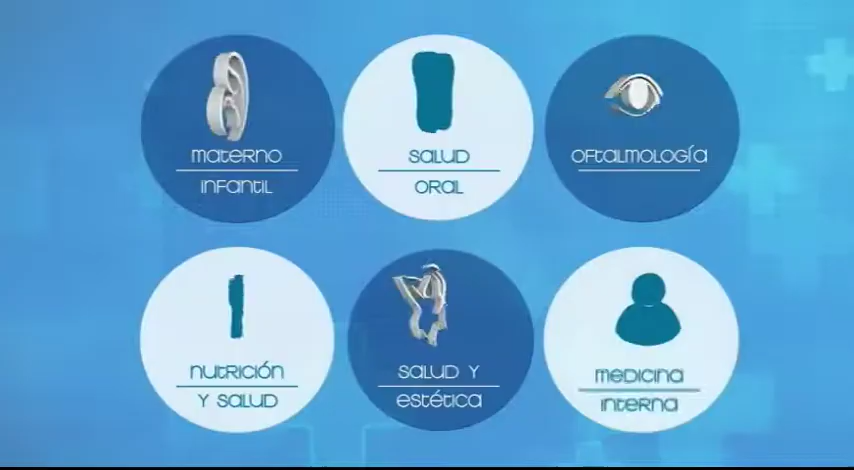 materno
infantil
salud
oral
oftalmología
nutrición
y salud
salud y
estética
medicina
interna